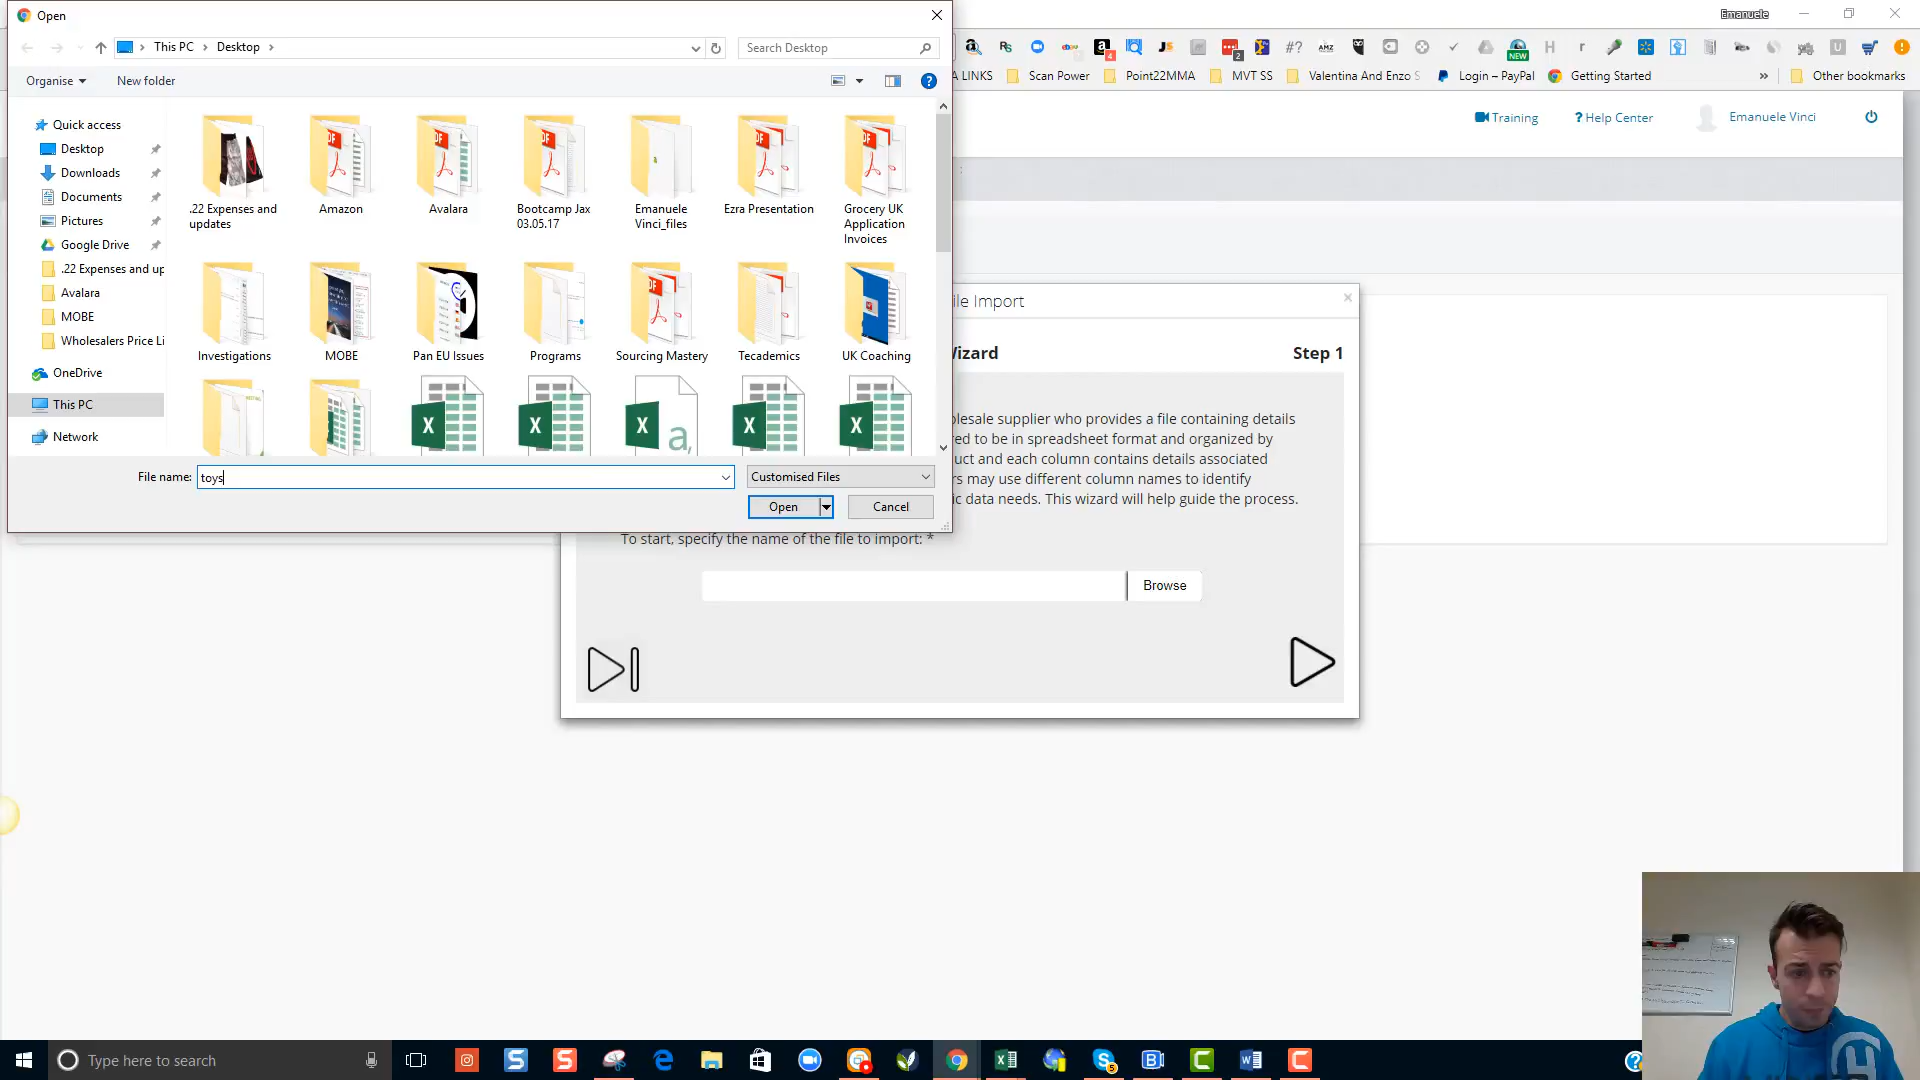 Open
This PC
Desktop
Search Desktop
Organise
New folder
Quick access
Desktop
Downloads
Documents
Pictures
Google Drive
.22 Expenses and up
Avalara
MOBE
Wholesalers Price Li
OneDrive
This PC
Network
.22 Expenses and
updates
Amazon
Avalara
Bootcamp Jax
03.05.17
Emanuele
Vinci_files
Ezra Presentation
Grocery UK
Application
Invoices
Investigations
MOBE
Pan EU Issues
Programs
Sourcing Mastery
Tecademics
UK Coaching
File name:
toys
Customised Files
Open
Cancel
Emanuele
A LINKS
Scan Power
Point22MMA
MVT SS
Valentina And Enzo S
Login – PayPal
Getting Started
»
Other bookmarks
Training
? Help Center
Emanuele Vinci
ile Import
Wizard
Step 1
olesale supplier who provides a file containing details
red to be in spreadsheet format and organized by
uct and each column contains details associated
rs may use different column names to identify
ic data needs. This wizard will help guide the process.
To start, specify the name of the file to import: *
Browse
Type here to search